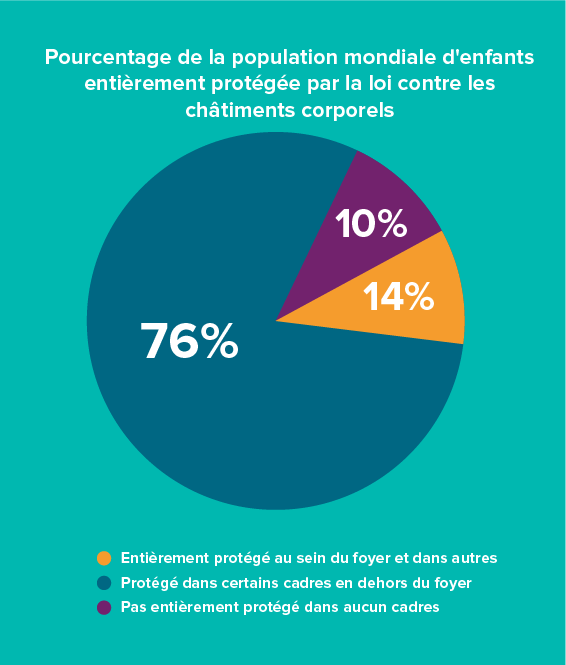 Pourcentage de la population mondiale d'enfants
entièrement protégée par la loi contre les
châtiments corporels
10%
14%
76%
Entièrement protégé au sein du foyer et dans autres
Protégé dans certains cadres en dehors du foyer
Pas entièrement protégé dans aucun cadres